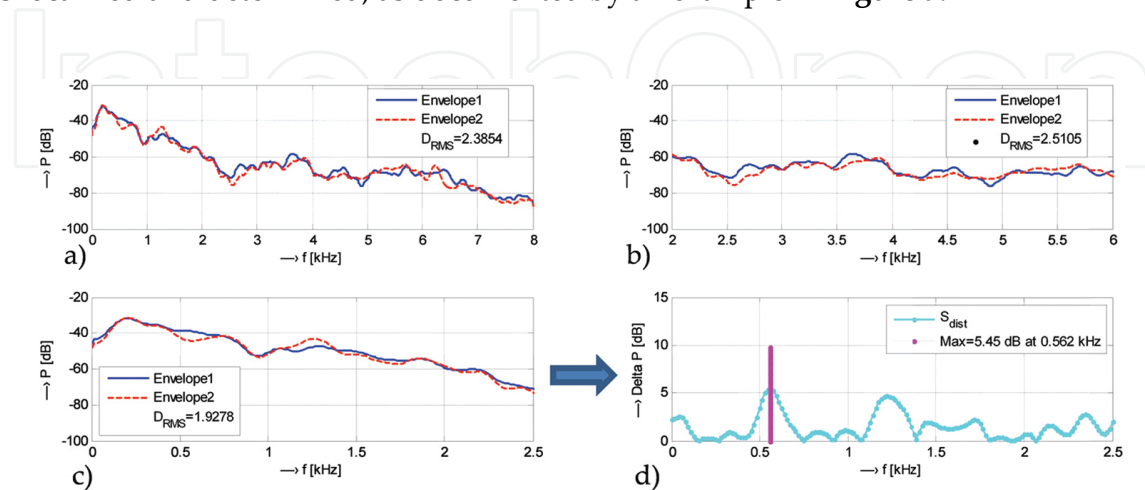 -20
-40
-60
-80
-100
→ P [dB]
0 1 2 3 4 5 6 7 8
→ f [kHz]
Envelope1
Envelope2
D_RMS=2.3854
a)
-20
-40
-60
-80
-100
→ P [dB]
2 2.5 3 3.5 4 4.5 5 5.5 6
→ f [kHz]
Envelope1
Envelope2
D_RMS=2.5105
b)
-20
-40
-60
-80
-100
→ P [dB]
0 0.5 1 1.5 2 2.5
→ f [kHz]
Envelope1
Envelope2
D_RMS=1.9278
c)
15
10
5
0
→ Delta P [dB]
0 0.5 1 1.5 2 2.5
→ f [kHz]
S_dist
Max=5.45 dB at 0.562 kHz
d)